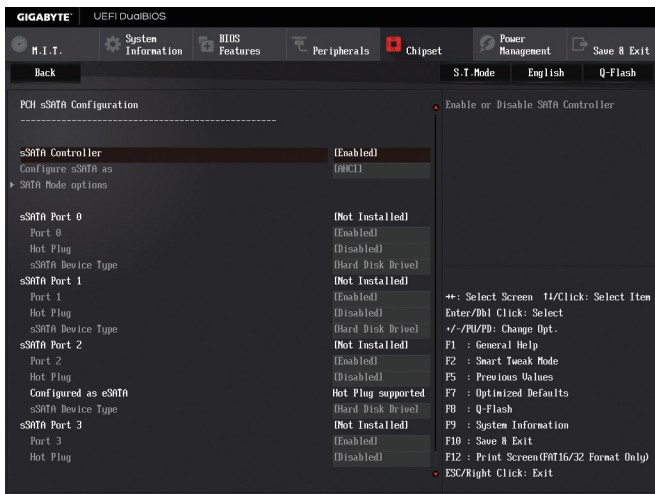 GIGABYTE™ UEFI DualBIOS
M.I.T. System Information BIOS Features Peripherals Chipset Power Management Save & Exit
Back S.T.Mode English Q-Flash
PCH sSATA Configuration
Enable or Disable SATA Controller
------------------------------------------------
sSATA Controller [Enabled]
Configure sSATA as [AHCI]
SATA Mode options
sSATA Port 0 [Not Installed]
Port 0 [Enabled]
Hot Plug [Disabled]
sSATA Device Type [Hard Disk Drive]
sSATA Port 1 [Not Installed]
Port 1 [Enabled]
Hot Plug [Disabled]
sSATA Device Type [Hard Disk Drive]
sSATA Port 2 [Not Installed]
Port 2 [Enabled]
Hot Plug [Disabled]
Configured as eSATA Hot Plug supported
sSATA Device Type [Hard Disk Drive]
sSATA Port 3 [Not Installed]
Port 3 [Enabled]
Hot Plug [Disabled]
→←: Select Screen ↑↓/Click: Select Item
Enter/Dbl Click: Select
+/-/PU/PD: Change Opt.
F1 : General Help
F2 : Smart Tweak Mode
F5 : Previous Values
F7 : Optimized Defaults
F8 : Q-Flash
F9 : System Information
F10 : Save & Exit
F12 : Print Screen(FAT16/32 Format Only)
ESC/Right Click: Exit